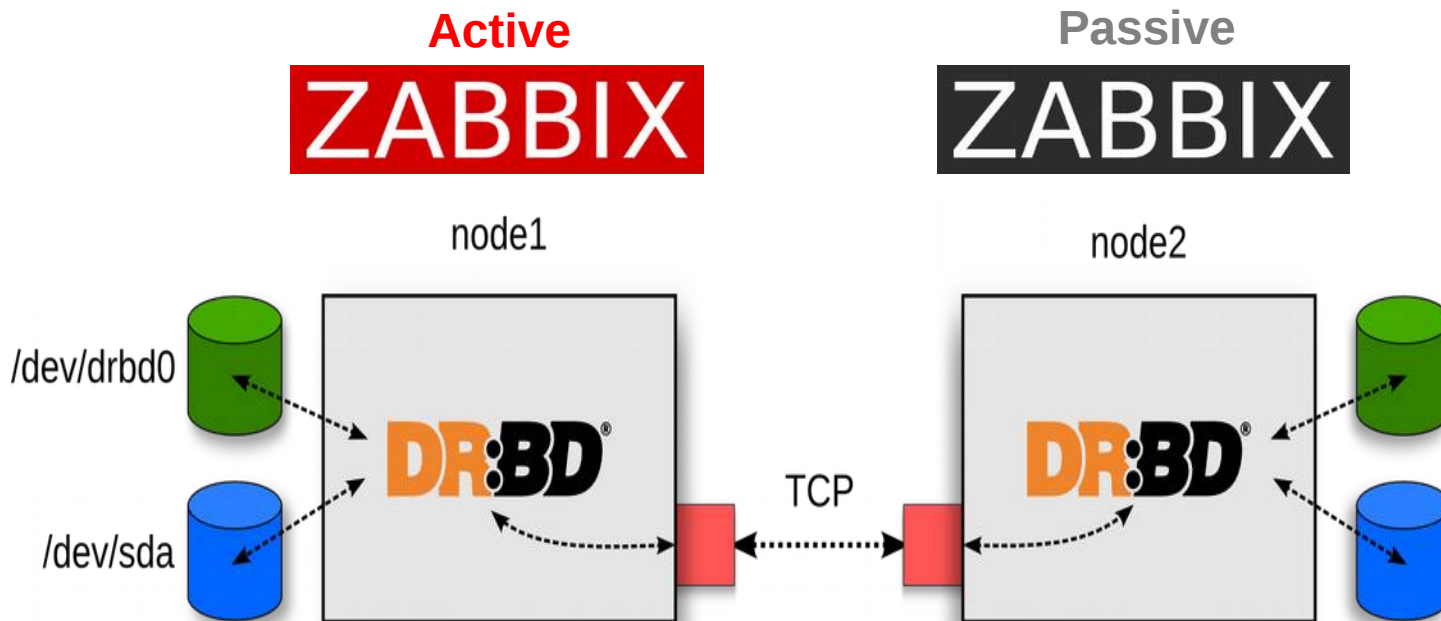 Active
Passive
ZABBIX
ZABBIX
node1
node2
/dev/drbd0
DR:BD®
DR:BD®
TCP
/dev/sda